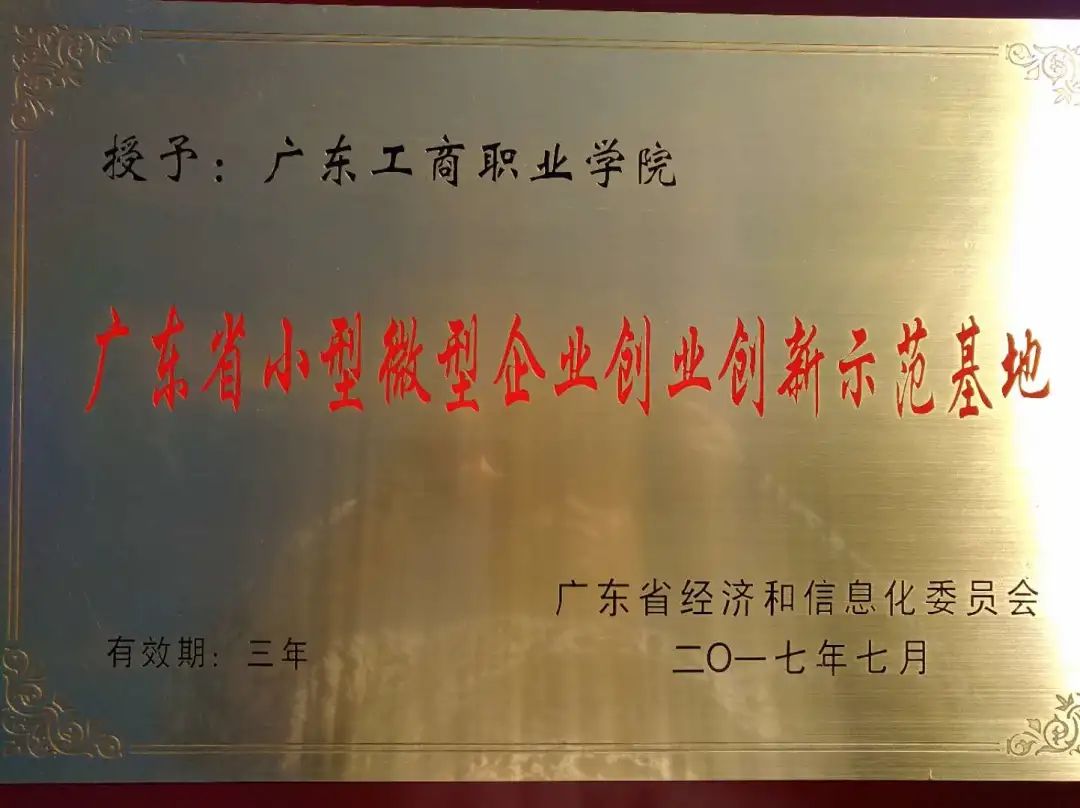 授予：广东工商职业学院
广东省小型微型企业创业创新示范基地
广东省经济和信息化委员会
有效期：三年
二〇一七年七月